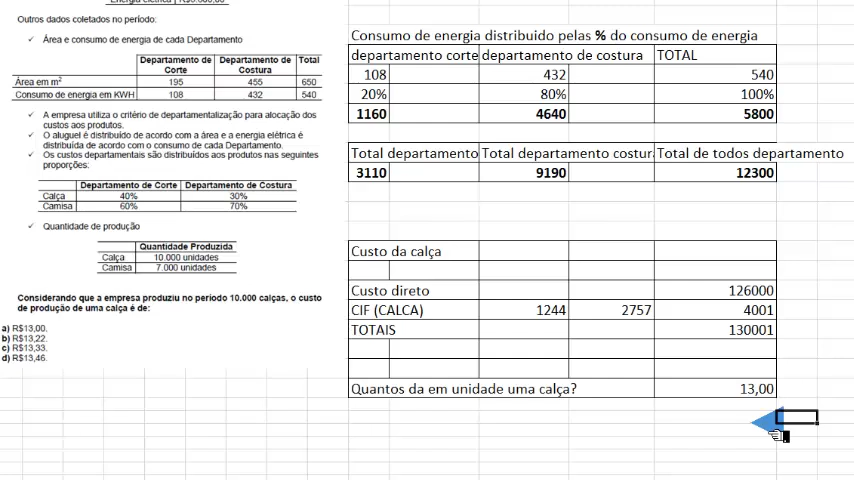 Energia elétrica | R$5.800,00
Outros dados coletados no período:
✓ Área e consumo de energia de cada Departamento
Departamento de Corte Departamento de Costura Total
Área em m² 195 455 650
Consumo de energia em KWH 108 432 540
✓ A empresa utiliza o critério de departamentalização para alocação dos
custos aos produtos.
✓ O aluguel é distribuído de acordo com a área e a energia elétrica é
distribuída de acordo com o consumo de cada Departamento.
✓ Os custos departamentais são distribuídos aos produtos nas seguintes
proporções:
Departamento de Corte Departamento de Costura
Calça 40% 30%
Camisa 60% 70%
✓ Quantidade de produção
Quantidade Produzida
Calça 10.000 unidades
Camisa 7.000 unidades
Considerando que a empresa produziu no período 10.000 calças, o custo
de produção de uma calça é de:
a) R$13,00.
b) R$13,22.
c) R$13,33.
d) R$13,46.
Consumo de energia distribuido pelas % do consumo de energia
departamento corte departamento de costura TOTAL
108 432 540
20% 80% 100%
1160 4640 5800
Total departamento Total departamento costur Total de todos departamento
3110 9190 12300
Custo da calça
Custo direto 126000
CIF (CALCA) 1244 2757 4001
TOTAIS 130001
Quantos da em unidade uma calça? 13,00